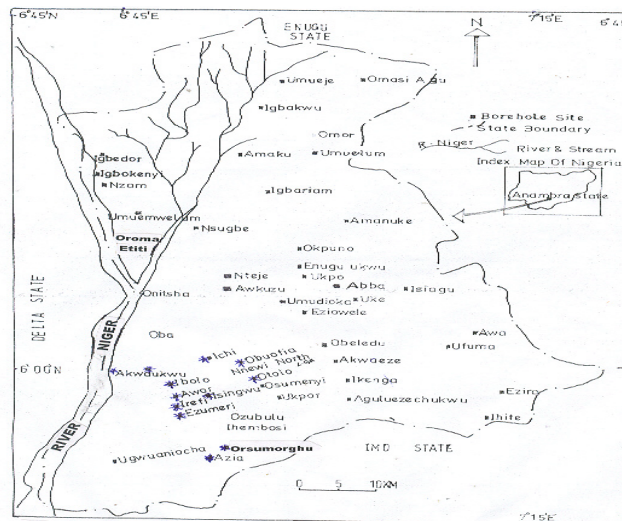 6°45'N
6°45'E
ENUGU
STATE
N
7°15'E
Umueje
Omasi Agu
Igbakwu
Borehole Site
State Boundary
Omor
R. Niger
River & Stream
Index Map Of Nigeria
Igbedor
Amaku
Umuelum
Igbokenyi
Nzam
Igbariam
Anambra state
Umuemwelum
Nsugbe
Amanuke
Oroma
Etiti
Okpuno
Enugu ukwu
Nteje
Ukpo
Awkuzu
Abba
Isiagu
Onitsha
Umudioka
Uke
Eziowele
DELTA STATE
NIGER
Oba
Awa
Obeledu
Ufuma
Ichi
Obuofia
Nnewi North
Akwaeze
6°00N
Akwaukwu
Otolo
Ikenga
Awor
Osumenyi
Ezira
Ireti
Ukpor
Aguluezechukwu
Ezumeri
Ozubulu
Ihite
Ihembosi
RIVER
Ugwuaniocha
Orsumorghu
IMO STATE
Azia
0 5 10KM
7°15'E